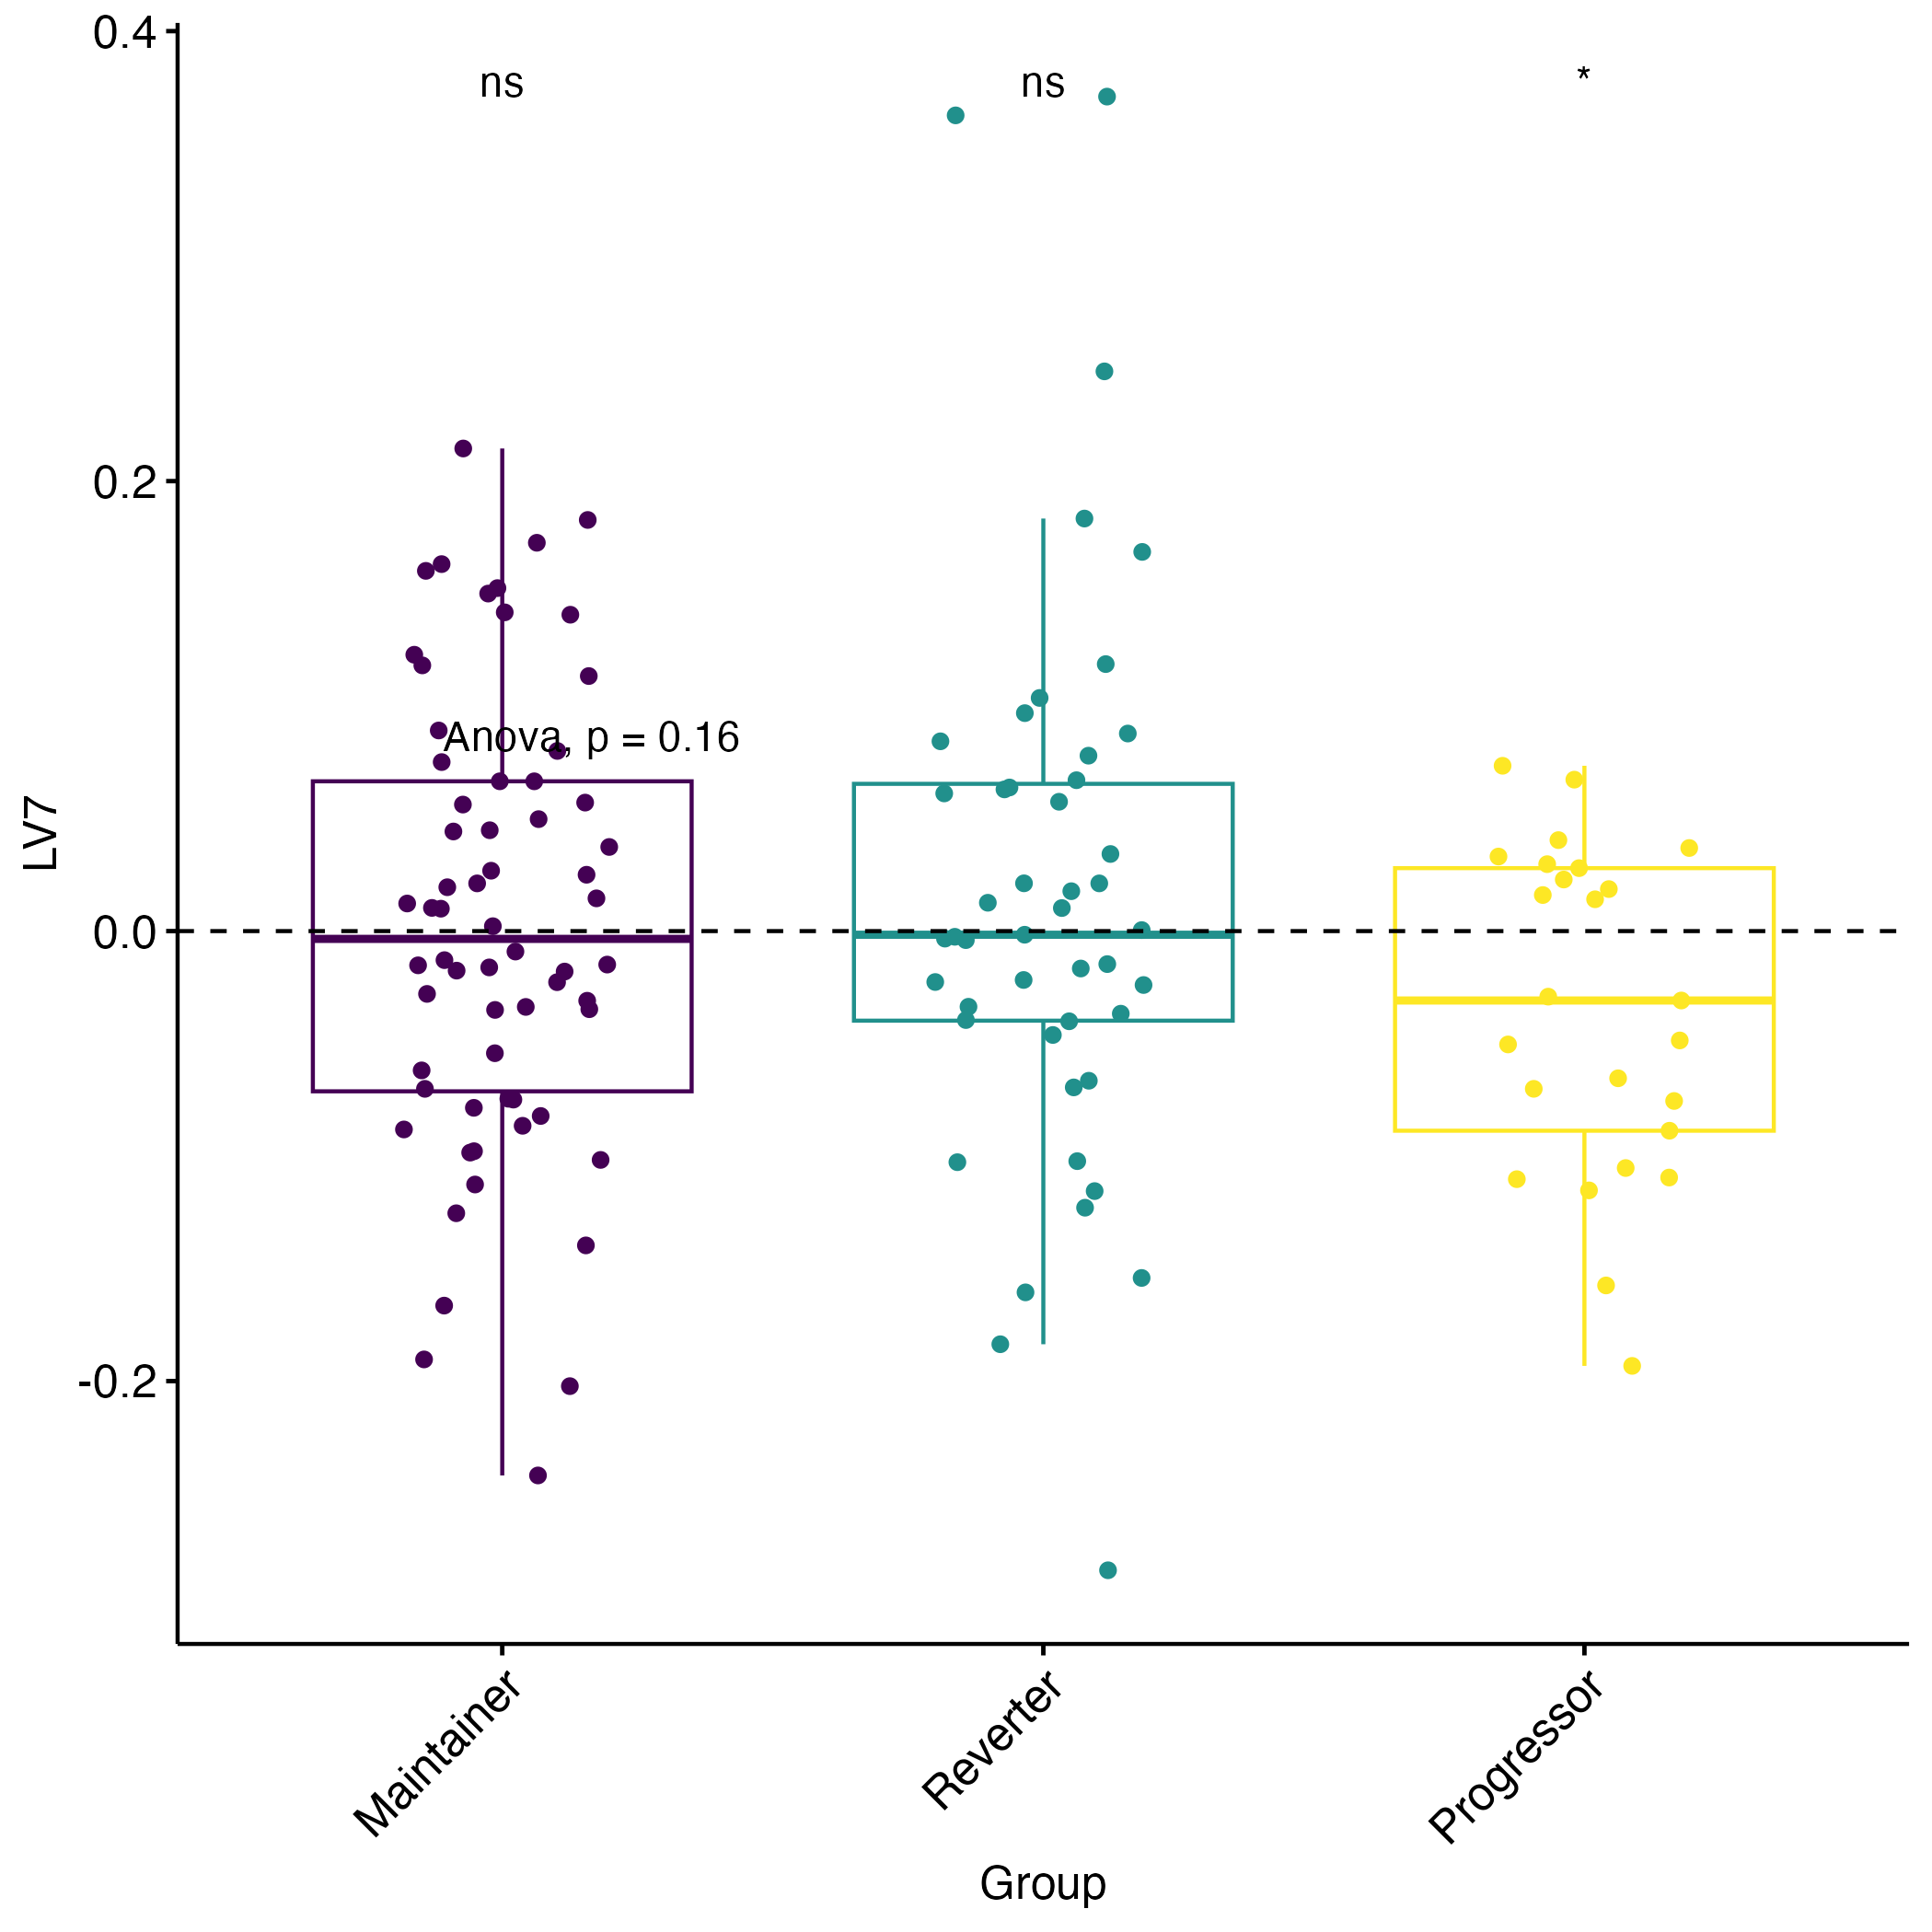 0.4
ns
ns
*
0.2
Anova, p = 0.16
LV7
0.0
-0.2
Maintainer
Reverter
Progressor
Group